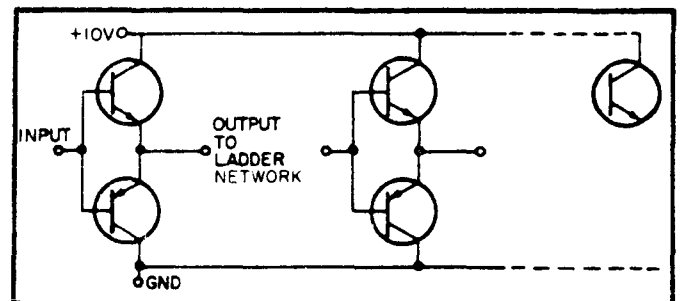 +10V
INPUT
OUTPUT
TO
LADDER
NETWORK
GND